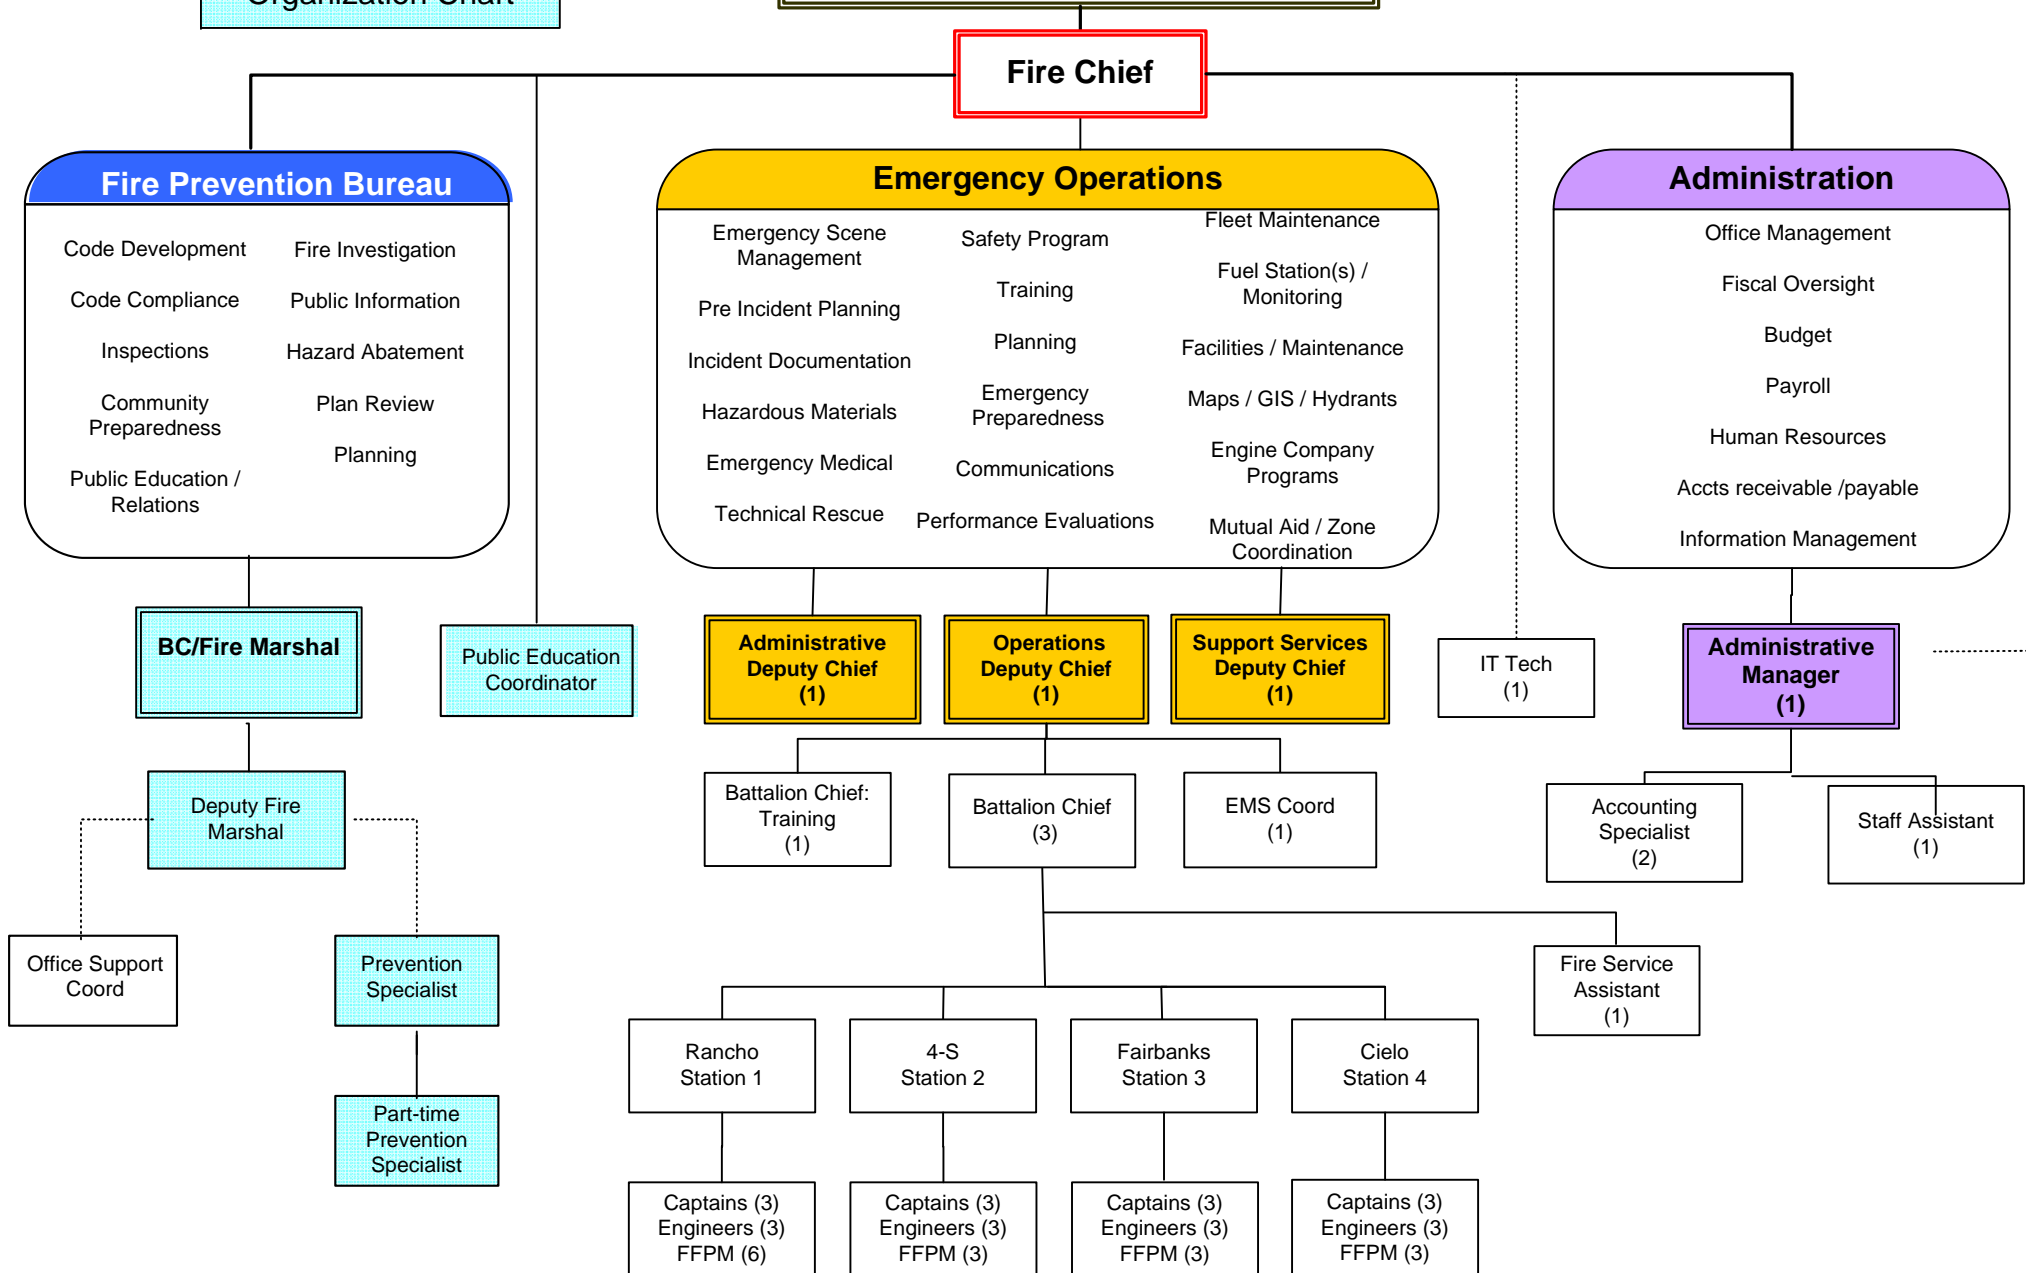 Organization Chart
Fire Chief
Fire Prevention Bureau
Code Development
Code Compliance
Inspections
Community
Preparedness
Public Education /
Relations
Fire Investigation
Public Information
Hazard Abatement
Plan Review
Planning
Emergency Operations
Emergency Scene
Management
Pre Incident Planning
Incident Documentation
Hazardous Materials
Emergency Medical
Technical Rescue
Safety Program
Training
Planning
Emergency
Preparedness
Communications
Performance Evaluations
Fleet Maintenance
Fuel Station(s) /
Monitoring
Facilities / Maintenance
Maps / GIS / Hydrants
Engine Company
Programs
Mutual Aid / Zone
Coordination
Administration
Office Management
Fiscal Oversight
Budget
Payroll
Human Resources
Accts receivable /payable
Information Management
BC/Fire Marshal
Public Education
Coordinator
Administrative
Deputy Chief
(1)
Operations
Deputy Chief
(1)
Support Services
Deputy Chief
(1)
IT Tech
(1)
Administrative
Manager
(1)
Deputy Fire
Marshal
Battalion Chief:
Training
(1)
Battalion Chief
(3)
EMS Coord
(1)
Accounting
Specialist
(2)
Staff Assistant
(1)
Office Support
Coord
Prevention
Specialist
Fire Service
Assistant
(1)
Part-time
Prevention
Specialist
Rancho
Station 1
4-S
Station 2
Fairbanks
Station 3
Cielo
Station 4
Captains (3)
Engineers (3)
FFPM (6)
Captains (3)
Engineers (3)
FFPM (3)
Captains (3)
Engineers (3)
FFPM (3)
Captains (3)
Engineers (3)
FFPM (3)